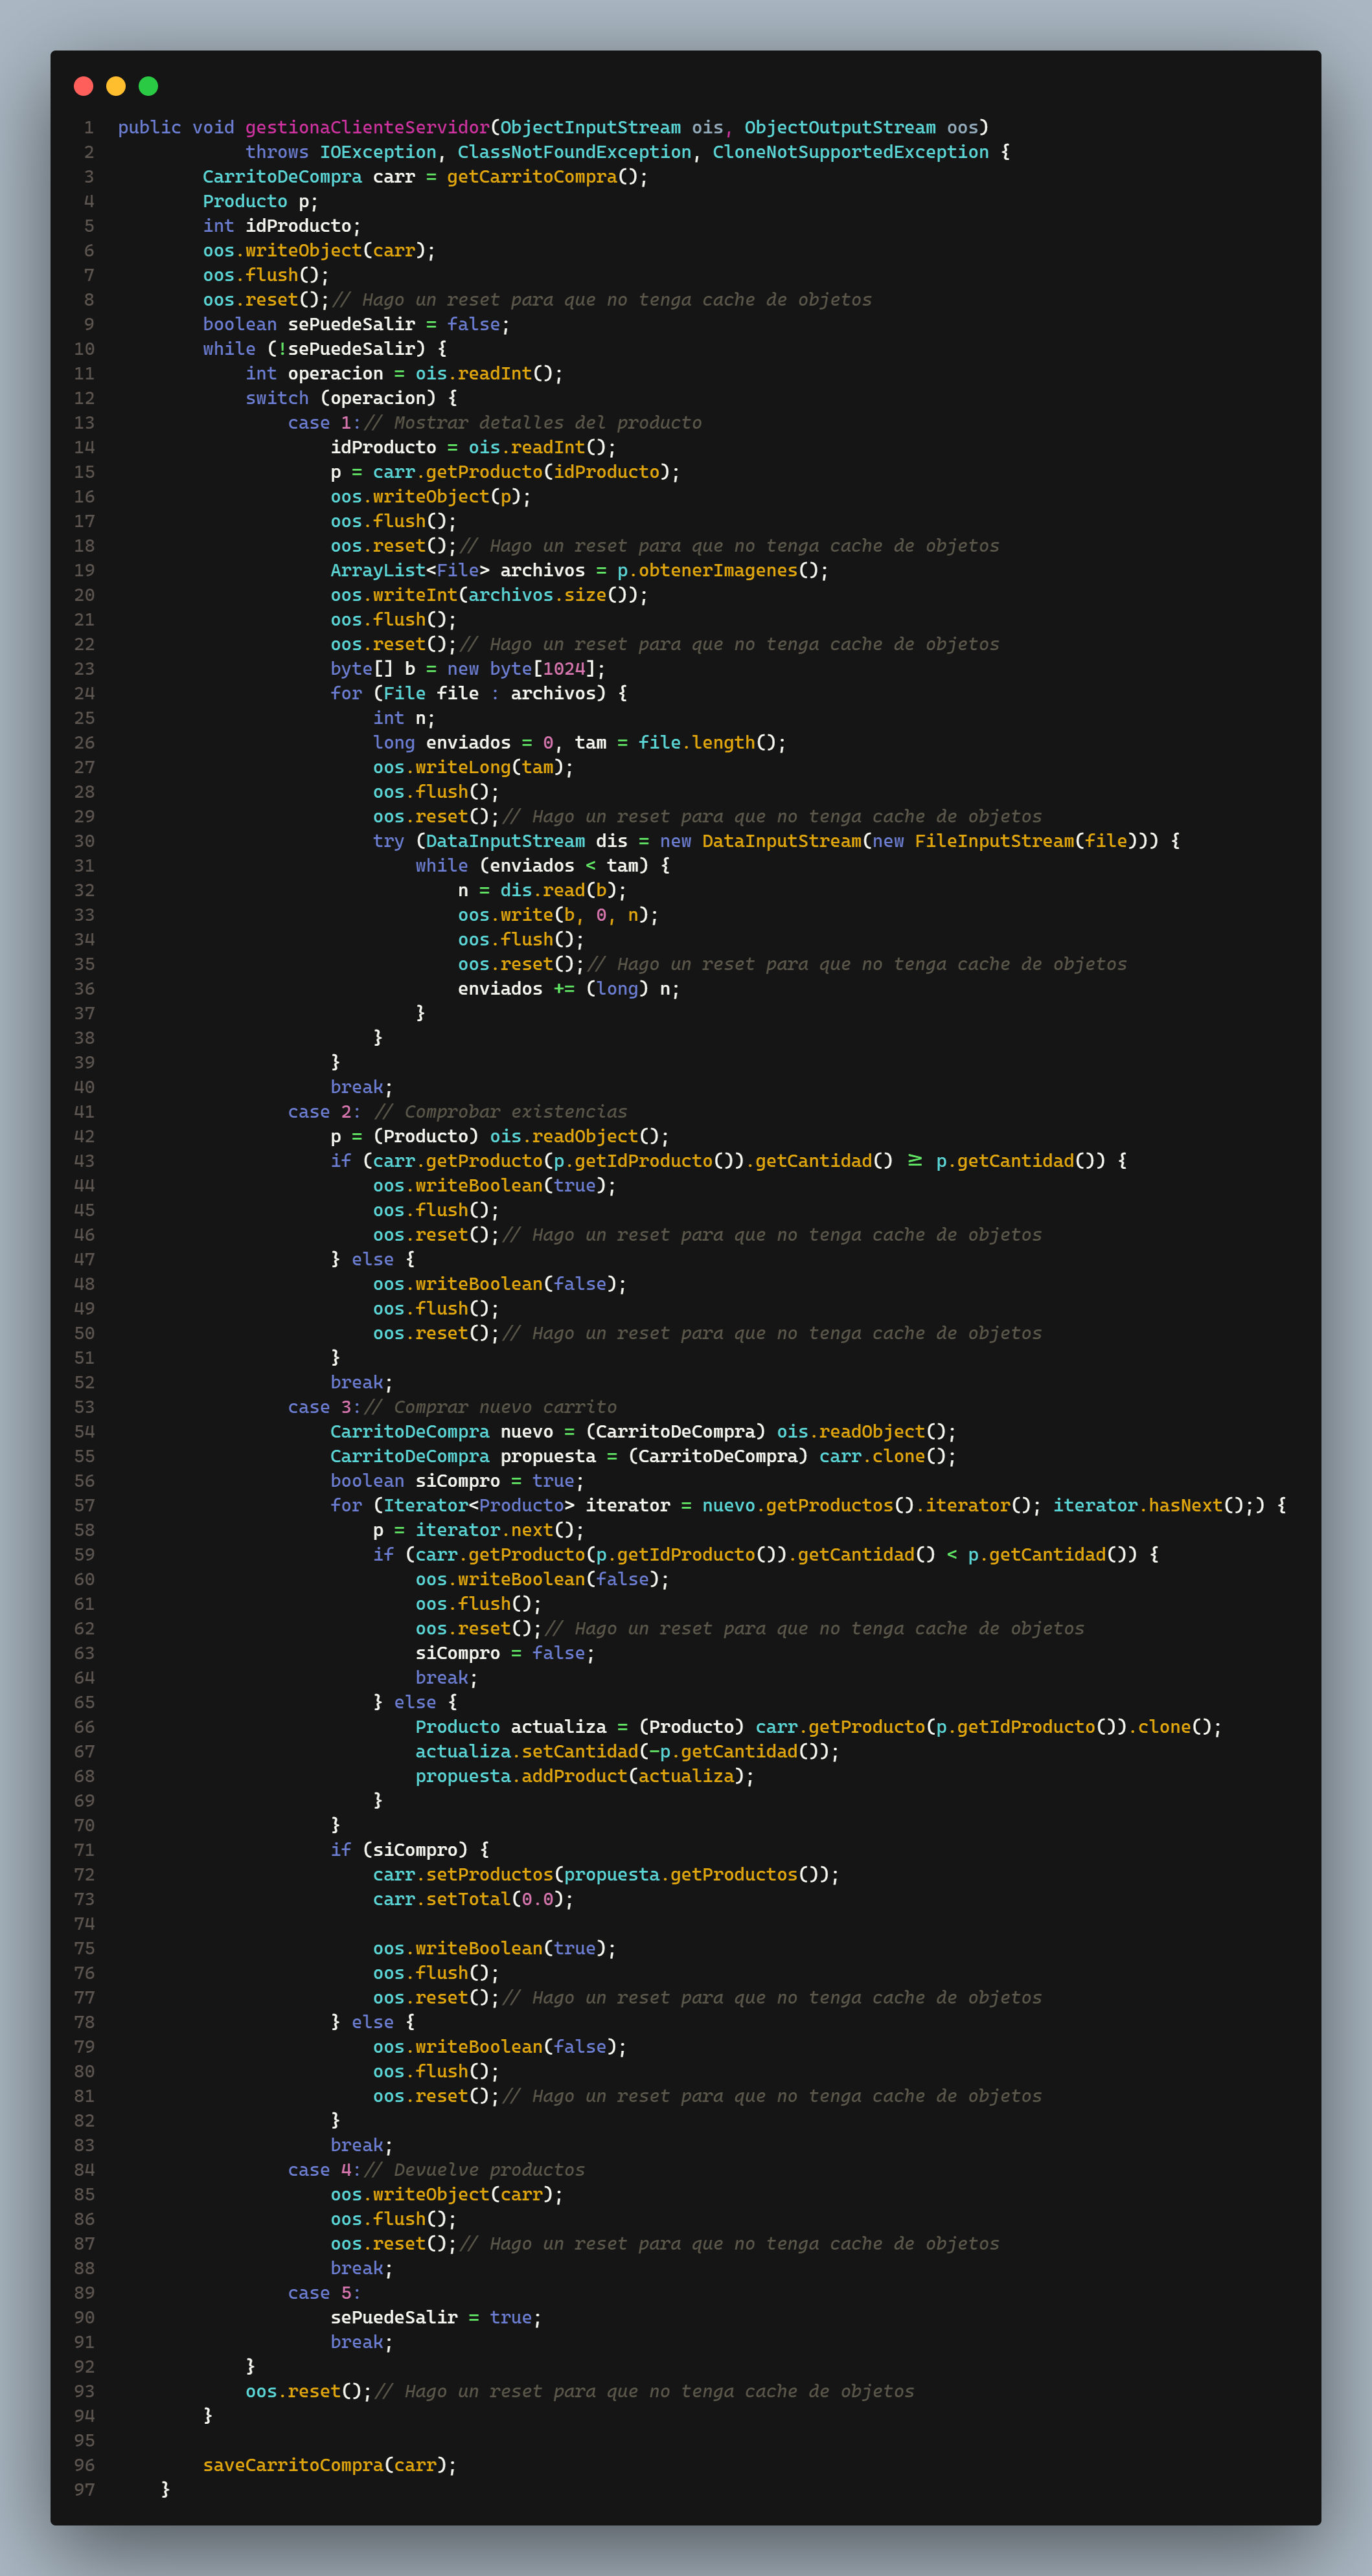 1 public void gestionaClienteServidor(ObjectInputStream ois, ObjectOutputStream oos)
2 throws IOException, ClassNotFoundException, CloneNotSupportedException {
3 CarritoDeCompra carr = getCarritoCompra();
4 Producto p;
5 int idProducto;
6 oos.writeObject(carr);
7 oos.flush();
8 oos.reset();// Hago un reset para que no tenga cache de objetos
9 boolean sePuedeSalir = false;
10 while (!sePuedeSalir) {
11 int operacion = ois.readInt();
12 switch (operacion) {
13 case 1:// Mostrar detalles del producto
14 idProducto = ois.readInt();
15 p = carr.getProducto(idProducto);
16 oos.writeObject(p);
17 oos.flush();
18 oos.reset();// Hago un reset para que no tenga cache de objetos
19 ArrayList<File> archivos = p.obtenerImagenes();
20 oos.writeInt(archivos.size());
21 oos.flush();
22 oos.reset();// Hago un reset para que no tenga cache de objetos
23 byte[] b = new byte[1024];
24 for (File file : archivos) {
25 int n;
26 long enviados = 0, tam = file.length();
27 oos.writeLong(tam);
28 oos.flush();
29 oos.reset();// Hago un reset para que no tenga cache de objetos
30 try (DataInputStream dis = new DataInputStream(new FileInputStream(file))) {
31 while (enviados < tam) {
32 n = dis.read(b);
33 oos.write(b, 0, n);
34 oos.flush();
35 oos.reset();// Hago un reset para que no tenga cache de objetos
36 enviados += (long) n;
37 }
38 }
39 }
40 break;
41 case 2: // Comprobar existencias
42 p = (Producto) ois.readObject();
43 if (carr.getProducto(p.getIdProducto()).getCantidad() ≥ p.getCantidad()) {
44 oos.writeBoolean(true);
45 oos.flush();
46 oos.reset();// Hago un reset para que no tenga cache de objetos
47 } else {
48 oos.writeBoolean(false);
49 oos.flush();
50 oos.reset();// Hago un reset para que no tenga cache de objetos
51 }
52 break;
53 case 3:// Comprar nuevo carrito
54 CarritoDeCompra nuevo = (CarritoDeCompra) ois.readObject();
55 CarritoDeCompra propuesta = (CarritoDeCompra) carr.clone();
56 boolean siCompro = true;
57 for (Iterator<Producto> iterator = nuevo.getProductos().iterator(); iterator.hasNext();) {
58 p = iterator.next();
59 if (carr.getProducto(p.getIdProducto()).getCantidad() < p.getCantidad()) {
60 oos.writeBoolean(false);
61 oos.flush();
62 oos.reset();// Hago un reset para que no tenga cache de objetos
63 siCompro = false;
64 break;
65 } else {
66 Producto actualiza = (Producto) carr.getProducto(p.getIdProducto()).clone();
67 actualiza.setCantidad(-p.getCantidad());
68 propuesta.addProduct(actualiza);
69 }
70 }
71 if (siCompro) {
72 carr.setProductos(propuesta.getProductos());
73 carr.setTotal(0.0);
74
75 oos.writeBoolean(true);
76 oos.flush();
77 oos.reset();// Hago un reset para que no tenga cache de objetos
78 } else {
79 oos.writeBoolean(false);
80 oos.flush();
81 oos.reset();// Hago un reset para que no tenga cache de objetos
82 }
83 break;
84 case 4:// Devuelve productos
85 oos.writeObject(carr);
86 oos.flush();
87 oos.reset();// Hago un reset para que no tenga cache de objetos
88 break;
89 case 5:
90 sePuedeSalir = true;
91 break;
92 }
93 oos.reset();// Hago un reset para que no tenga cache de objetos
94 }
95
96 saveCarritoCompra(carr);
97 }